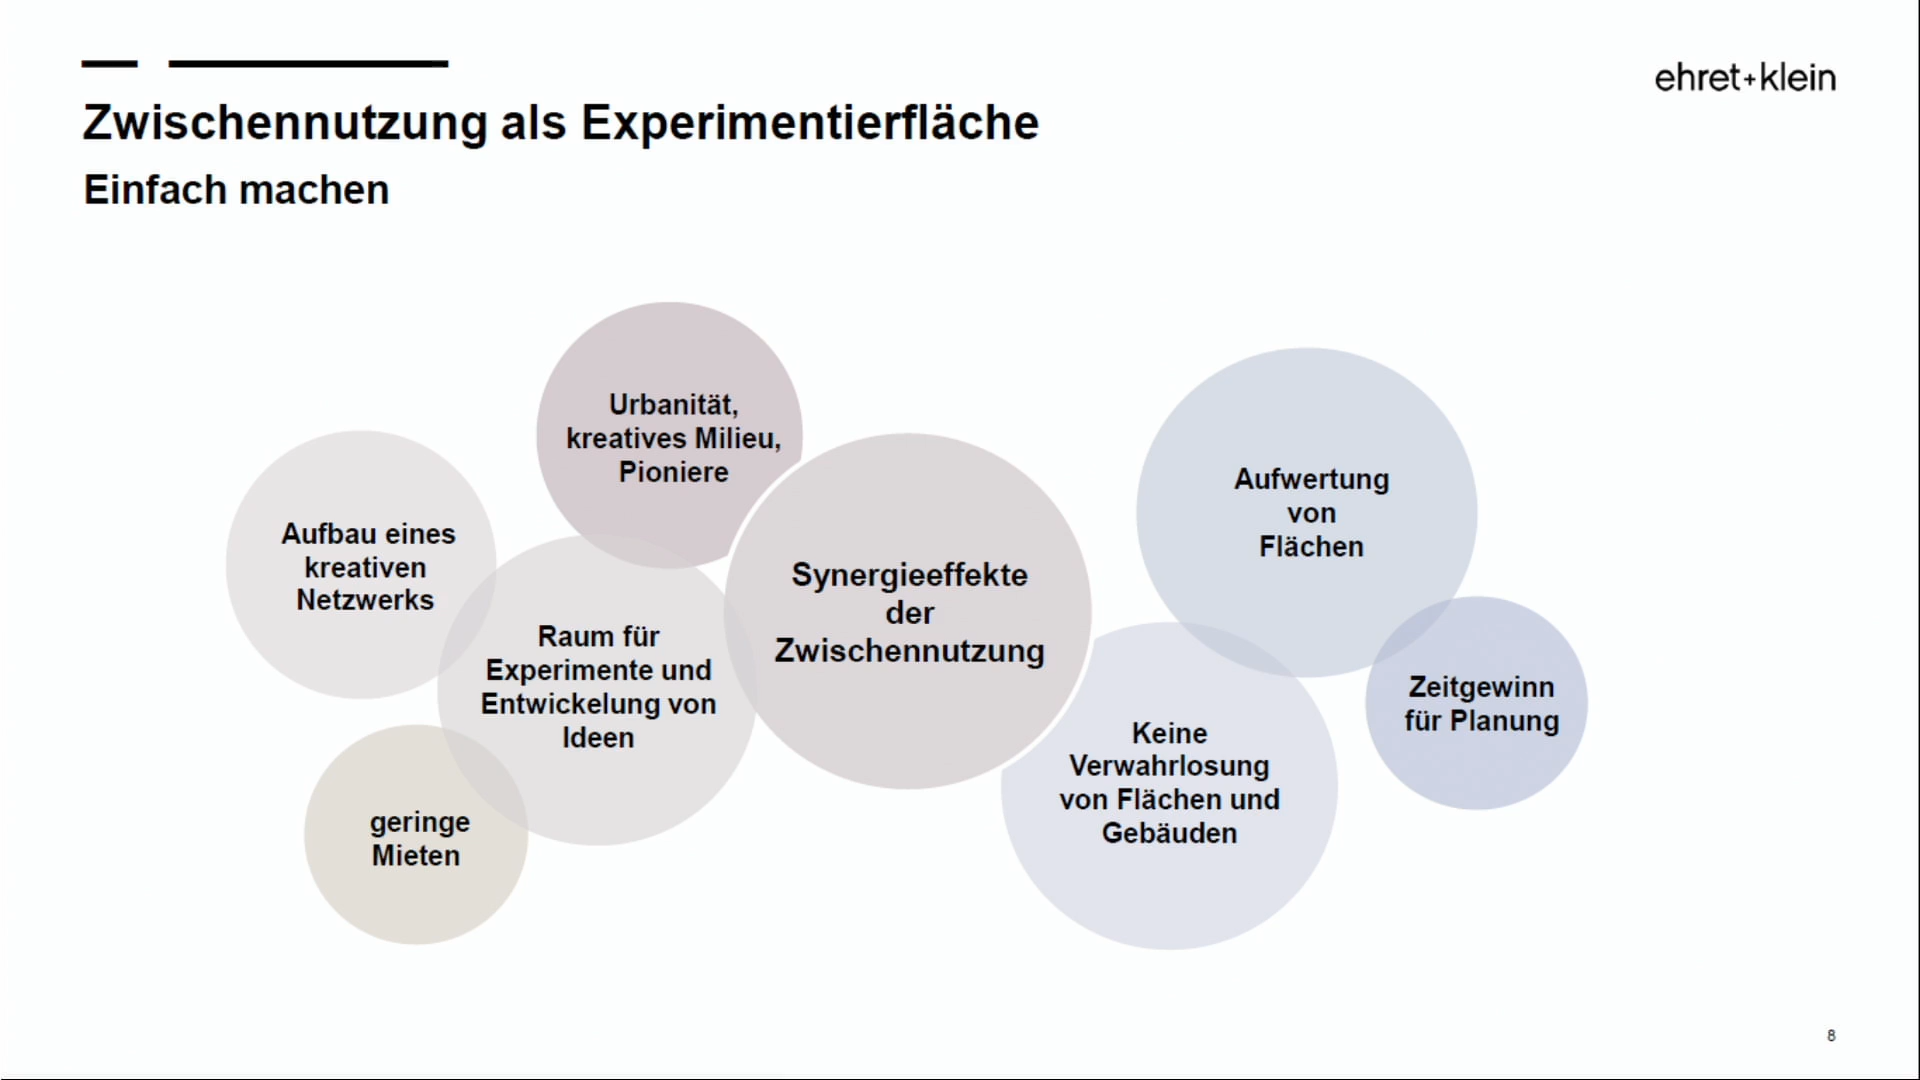 ehret+klein
Zwischennutzung als Experimentierfläche
Einfach machen
Urbanität,
kreatives Milieu,
Pioniere
Aufbau eines
kreativen
Netzwerks
Raum für
Experimente und
Entwickelung von
Ideen
geringe
Mieten
Synergieeffekte
der
Zwischennutzung
Aufwertung
von
Flächen
Keine
Verwahrlosung
von Flächen und
Gebäuden
Zeitgewinn
für Planung
8